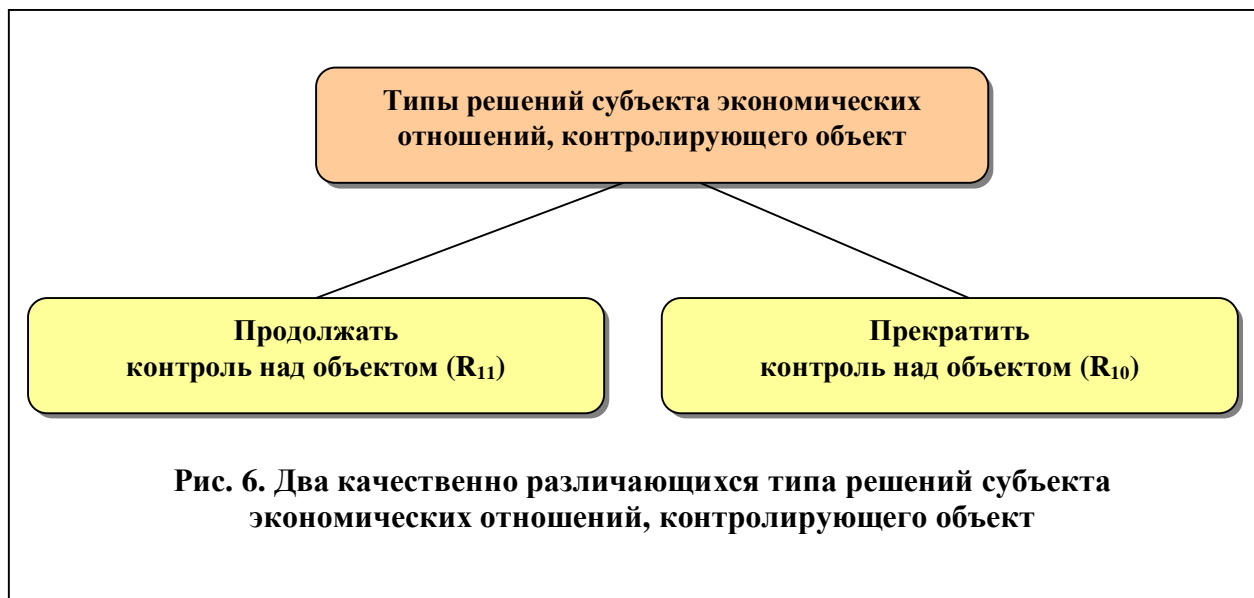 Типы решений субъекта экономических
отношений, контролирующего объект
Продолжать
контроль над объектом (R₁₁)
Прекратить
контроль над объектом (R₁₀)
Рис. 6. Два качественно различающихся типа решений субъекта
экономических отношений, контролирующего объект